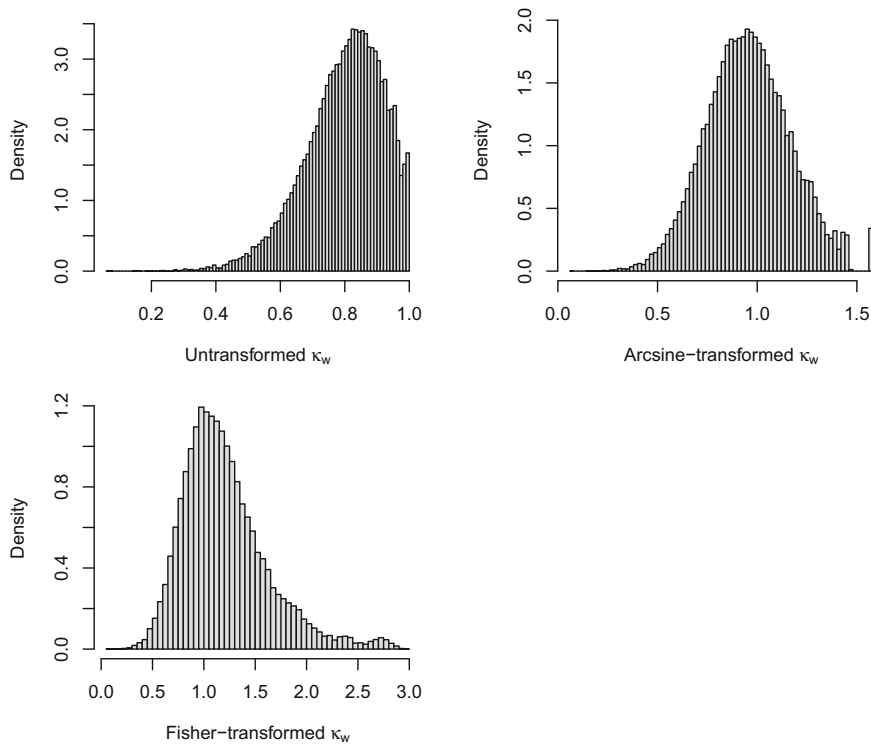 Density
0.0 1.0 2.0 3.0
0.2 0.4 0.6 0.8 1.0
Untransformed κw
Density
0.0 0.5 1.0 1.5 2.0
0.0 0.5 1.0 1.5
Arcsine−transformed κw
Density
0.0 0.4 0.8 1.2
0.0 0.5 1.0 1.5 2.0 2.5 3.0
Fisher−transformed κw